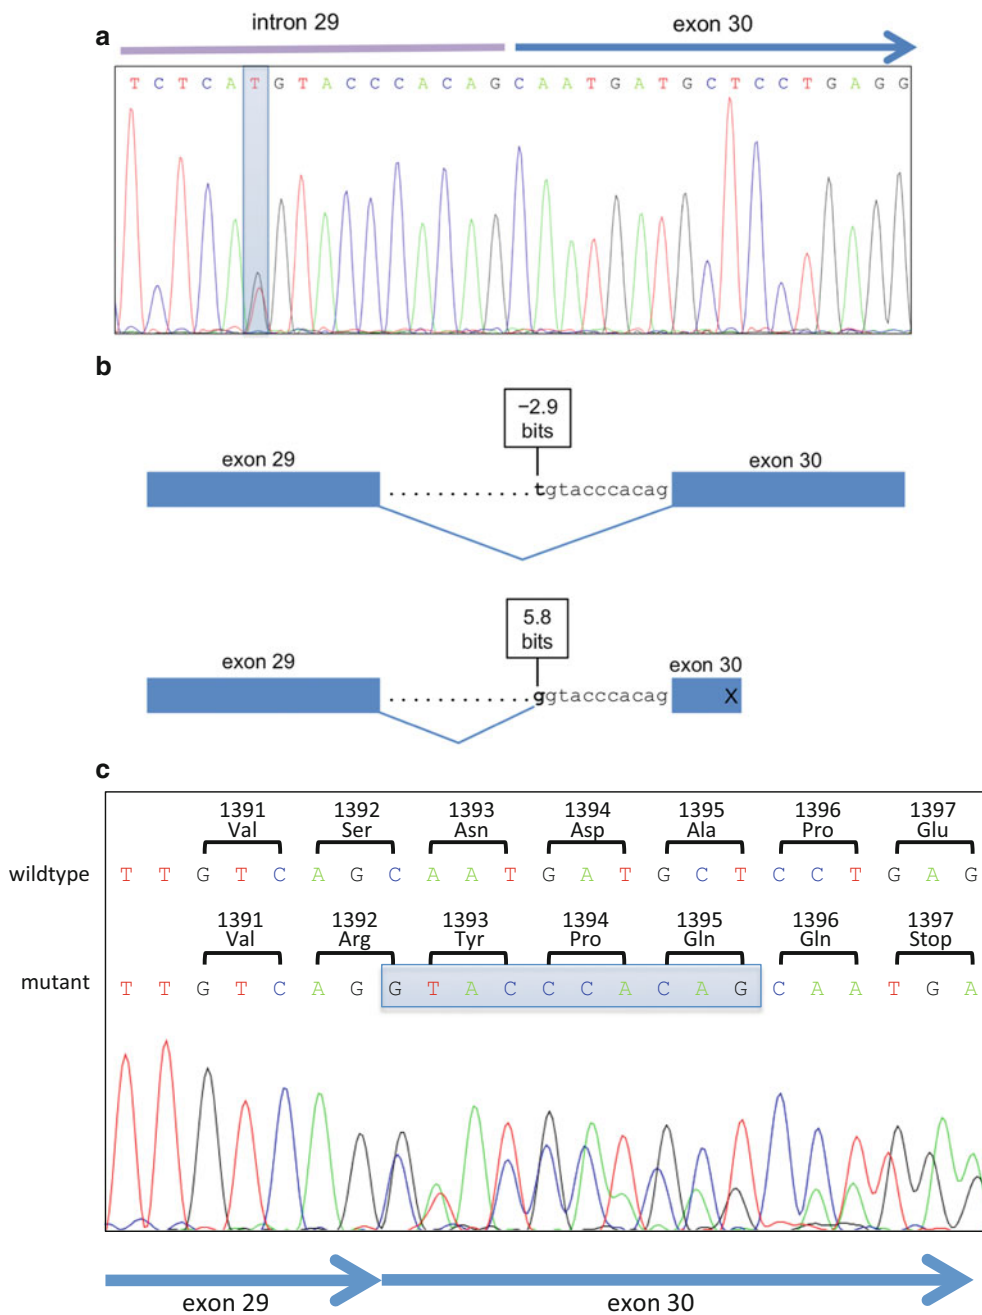 a
intron 29 exon 30
T C T C A T G T A C C C A C A G C A A T G A T G C T C C T G A G G
b
−2.9
bits
exon 29 exon 30
............tgtacccacag
5.8
bits
exon 29 exon 30
............ggtacccacag X
c
1391 1392 1393 1394 1395 1396 1397
Val Ser Asn Asp Ala Pro Glu
wildtype T T G T C A G C A A T G A T G C T C C T G A G
1391 1392 1393 1394 1395 1396 1397
Val Arg Tyr Pro Gln Gln Stop
mutant T T G T C A G G T A C C C A C A G C A A T G A
exon 29 exon 30